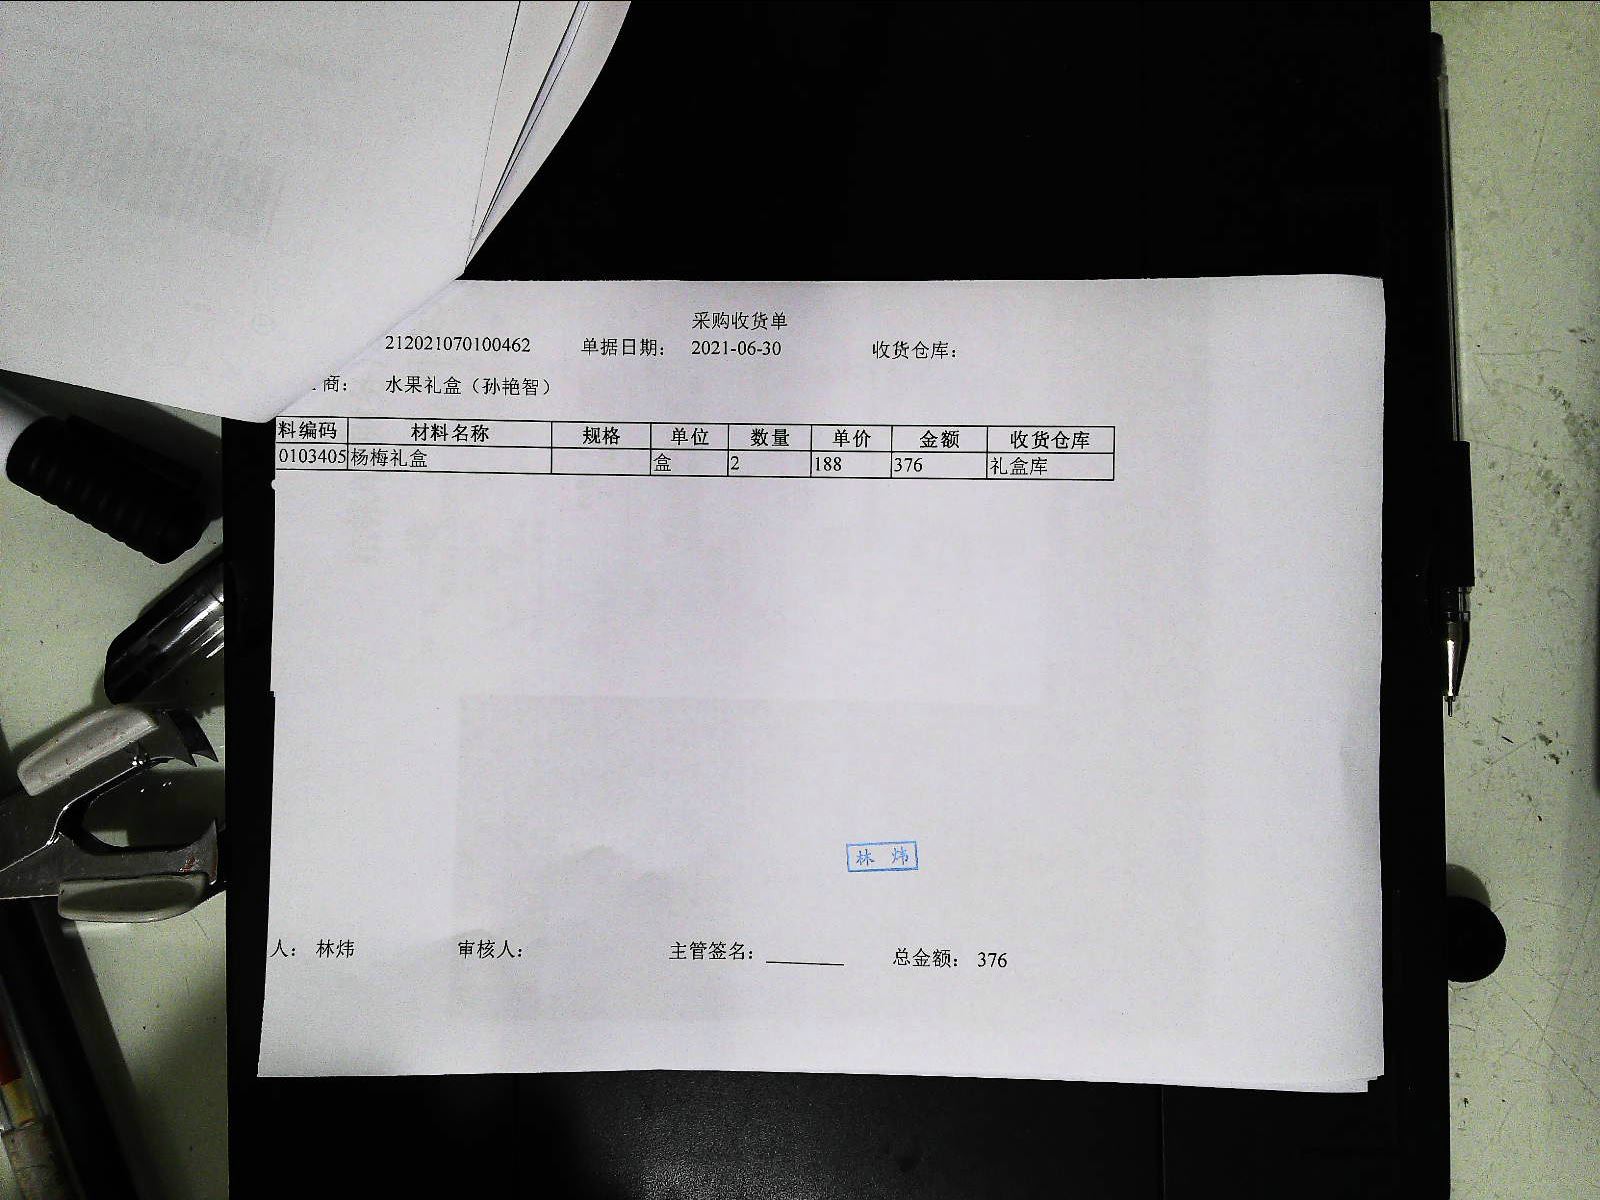 采购收货单
212021070100462 单据日期： 2021-06-30 收货仓库：
商： 水果礼盒（孙艳智）
料编码 材料名称 规格 单位 数量 单价 金额 收货仓库
0103405 杨梅礼盒 盒 2 188 376 礼盒库
林 炜
人： 林炜 审核人： 主管签名： 总金额： 376